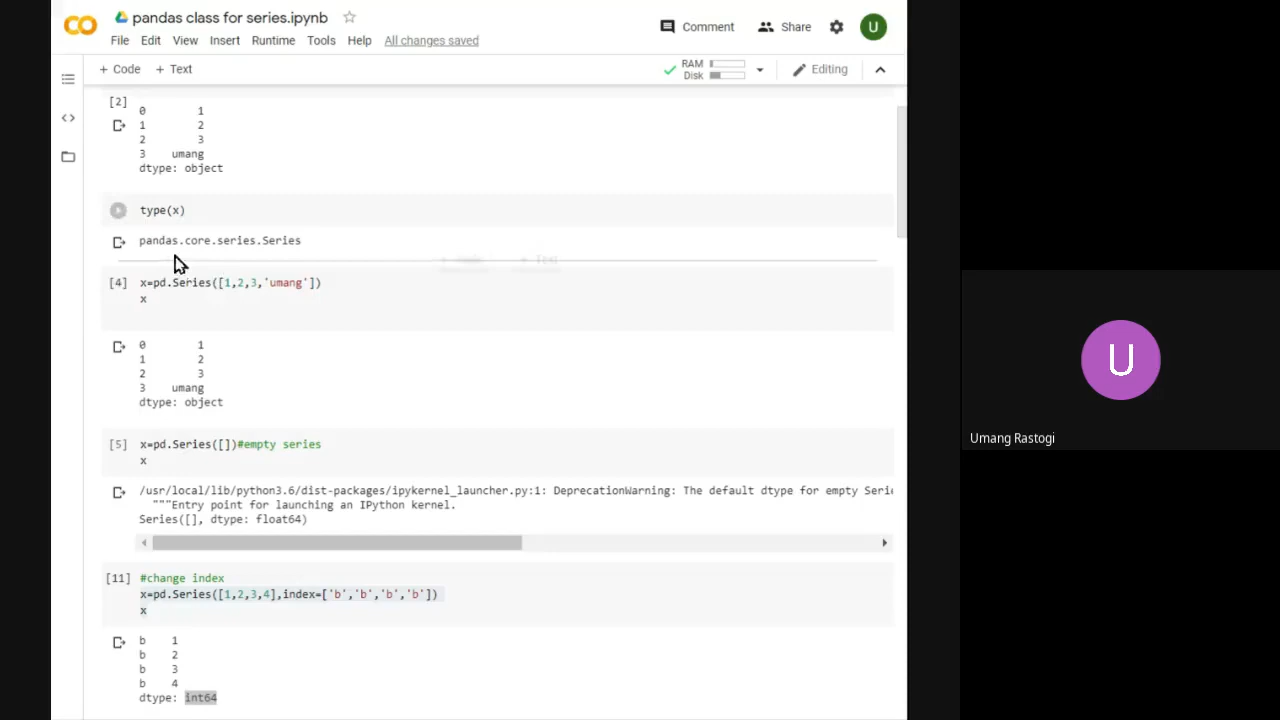 pandas class for series.ipynb
File Edit View Insert Runtime Tools Help All changes saved
Comment Share U
+ Code + Text
RAM
Disk
Editing
[2]
0 1
1 2
2 3
3 umang
dtype: object
type(x)
pandas.core.series.Series
[4] x=pd.Series([1,2,3,'umang'])
x
0 1
1 2
2 3
3 umang
dtype: object
[5] x=pd.Series([])#empty series
x
/usr/local/lib/python3.6/dist-packages/ipykernel_launcher.py:1: DeprecationWarning: The default dtype for empty Serie
"""Entry point for launching an IPython kernel.
Series([], dtype: float64)
[11] #change index
x=pd.Series([1,2,3,4],index=['b','b','b','b'])
x
b 1
b 2
b 3
b 4
dtype: int64
U
Umang Rastogi